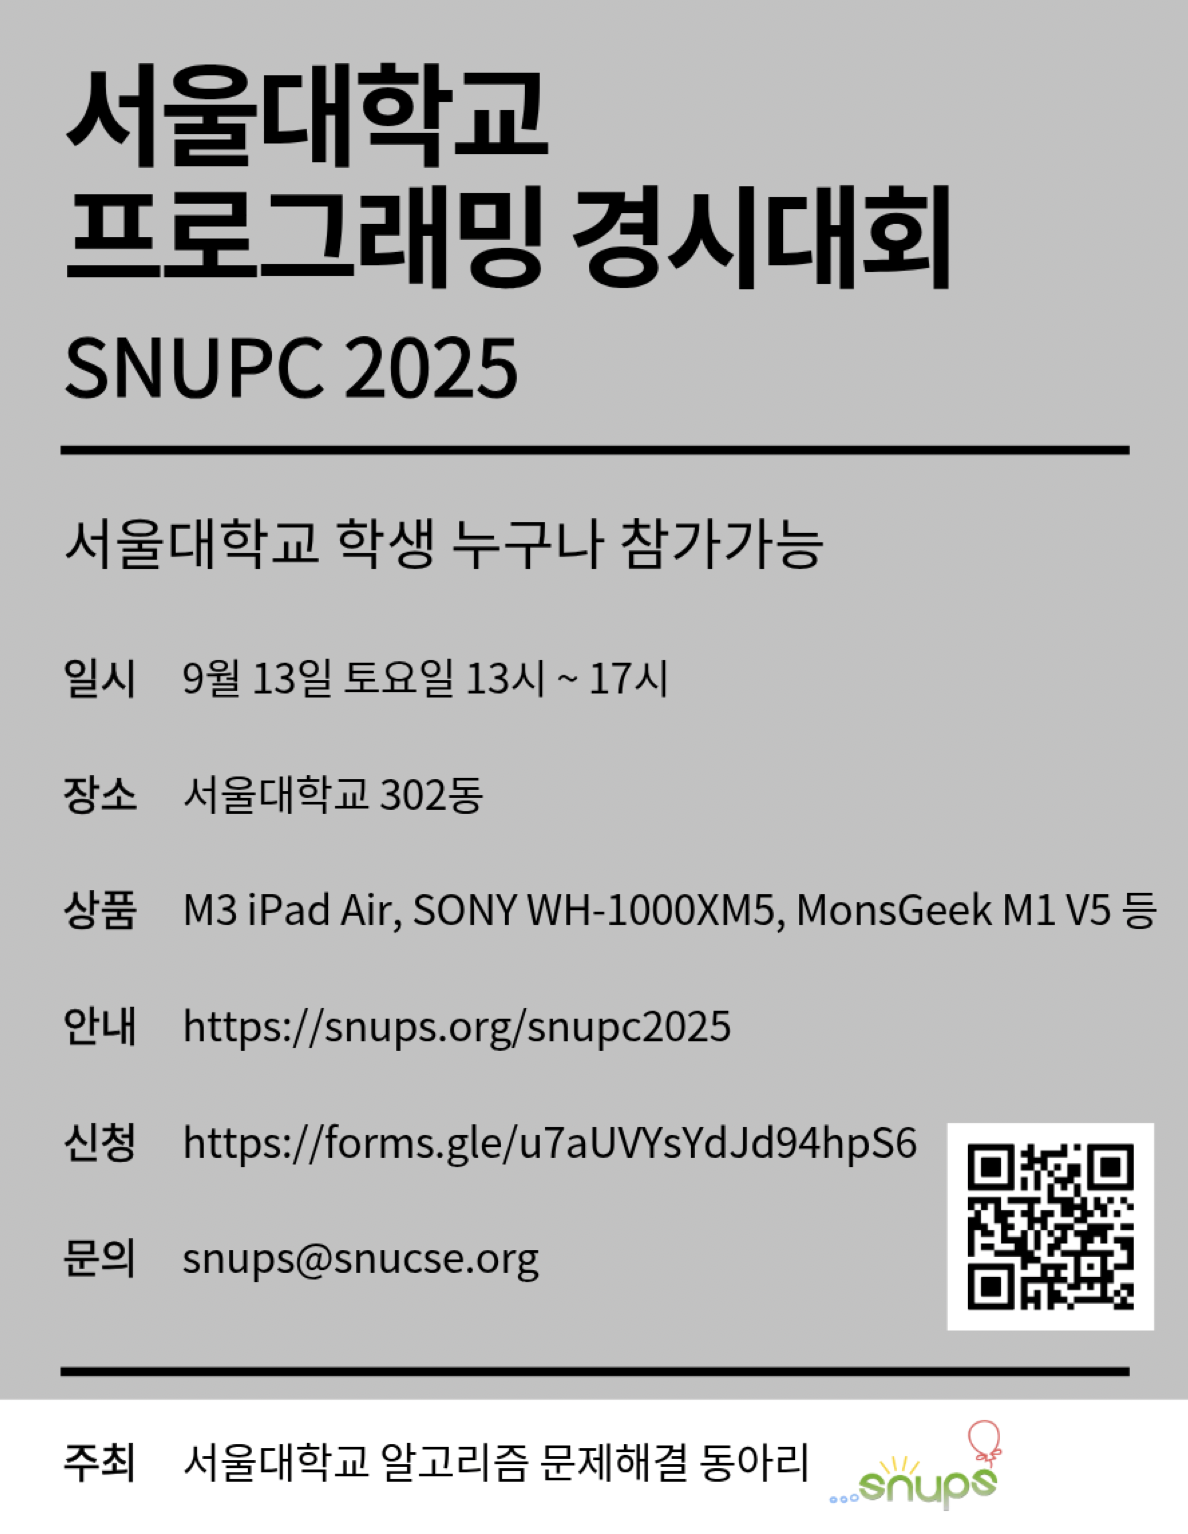 서울대학교
프로그래밍 경시대회
SNUPC 2025
서울대학교 학생 누구나 참가가능
일시 9월 13일 토요일 13시 ~ 17시
장소 서울대학교 302동
상품 M3 iPad Air, SONY WH-1000XM5, MonsGeek M1 V5 등
안내 https://snups.org/snupc2025
신청 https://forms.gle/u7aUVYsYdJd94hpS6
문의 snups@snucse.org
주최 서울대학교 알고리즘 문제해결 동아리 ...snups